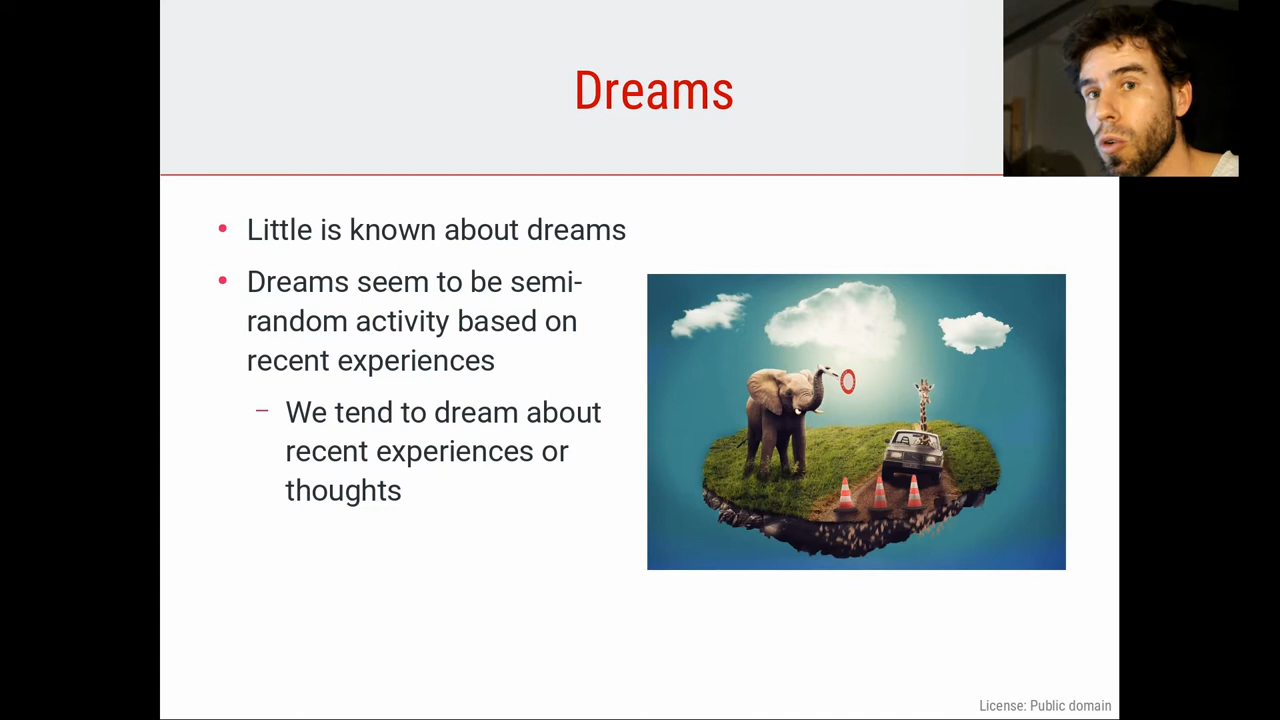 Dreams
Little is known about dreams
Dreams seem to be semi-
random activity based on
recent experiences
We tend to dream about
recent experiences or
thoughts
License: Public domain